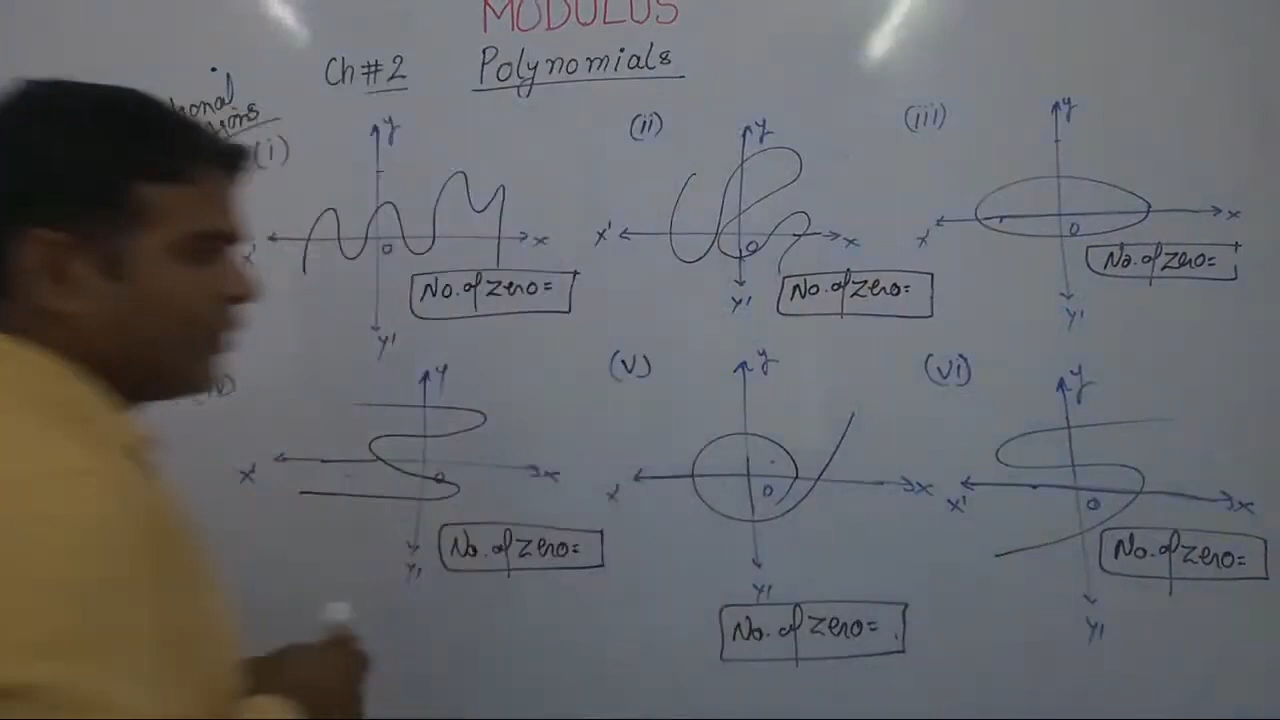 MODULUS
Ch#2 Polynomials
(i)
y
x' o x
y'
No. of zero=
(ii)
y
x' o x
y'
No. of zero=
(iii)
y
x' o x
y'
No. of zero=
y
x' o x
y'
No. of zero=
(v)
y
x' o x
y'
No. of zero=
(vi)
y
x' o x
y'
No. of zero=